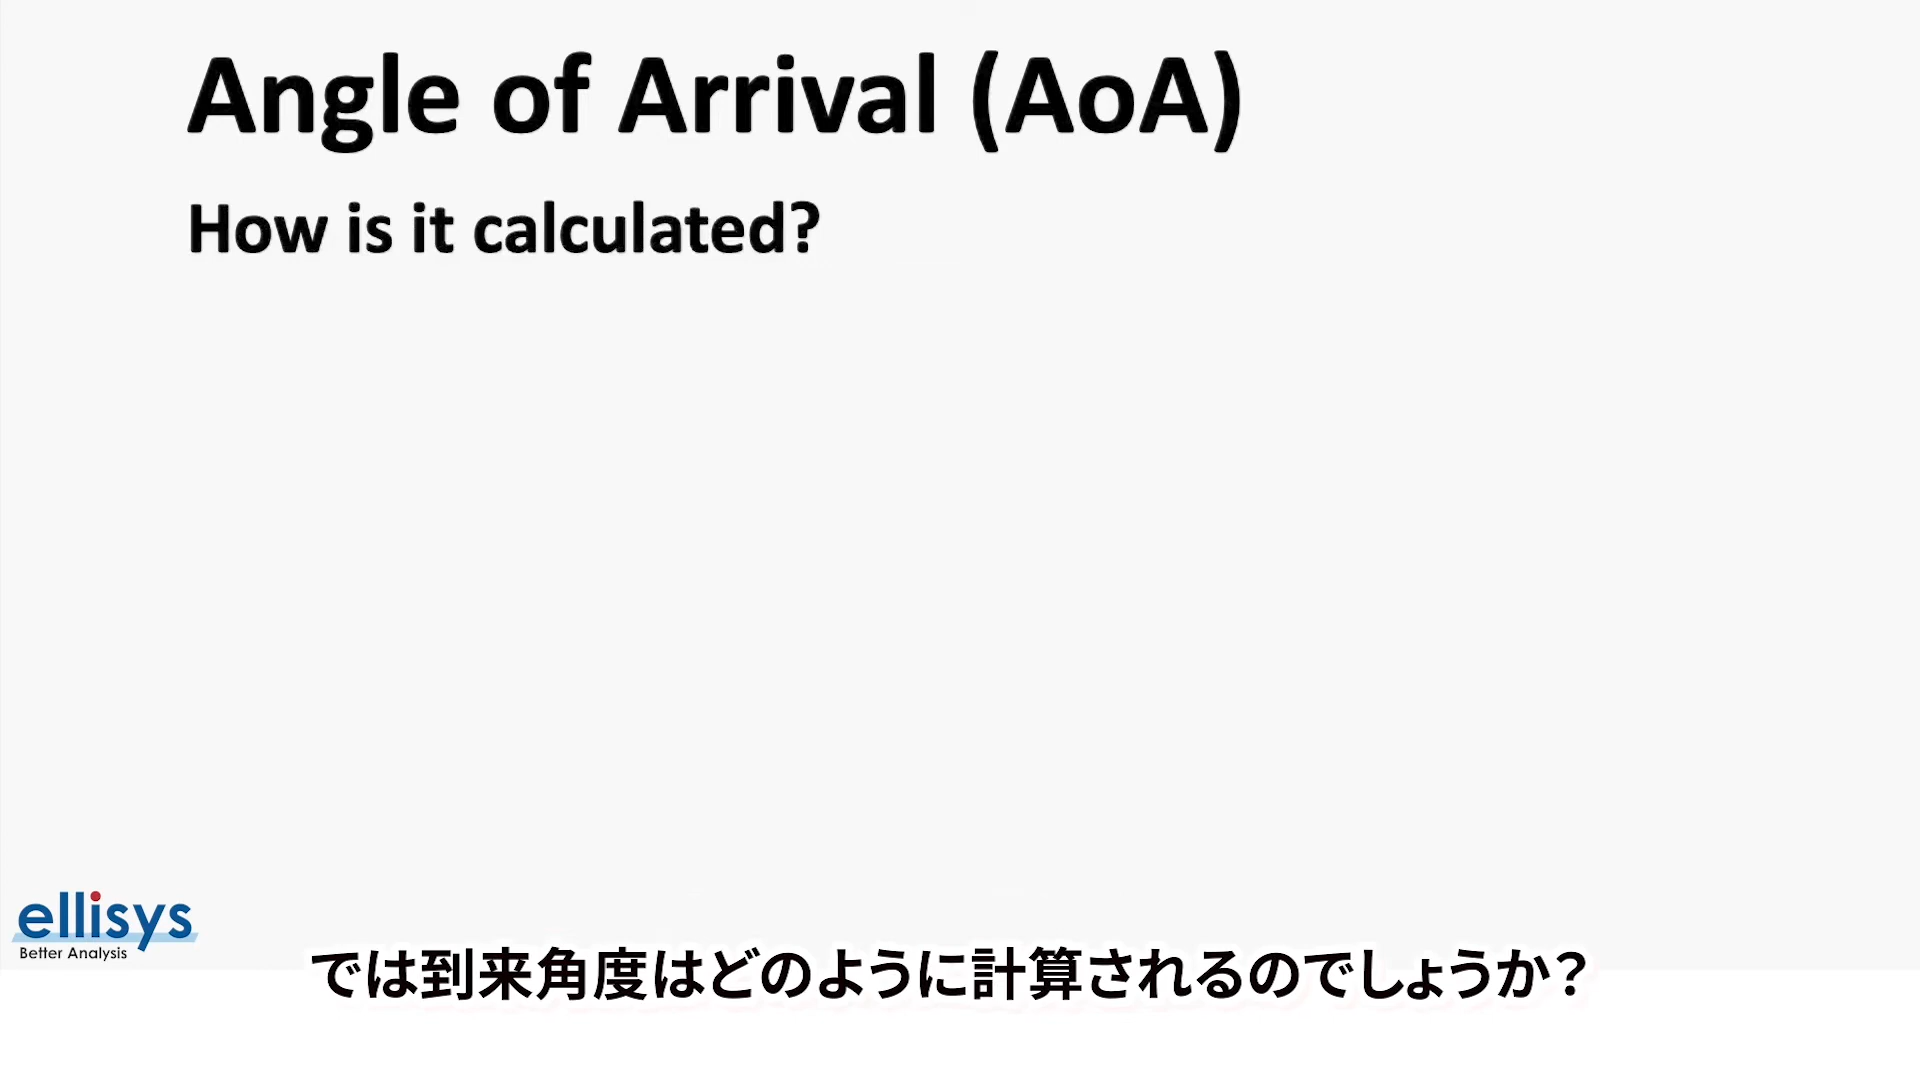 Angle of Arrival (AoA)
How is it calculated?
ellisys
Better Analysis
では到来角度はどのように計算されるのでしょうか?